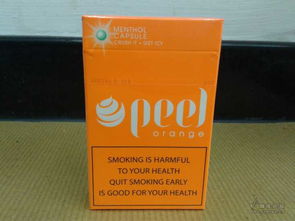 MENTHOL
CAPSULE
CRUSH IT • GET ICY
peel
orange
SMOKING IS HARMFUL
TO YOUR HEALTH
QUIT SMOKING EARLY
IS GOOD FOR YOUR HEALTH